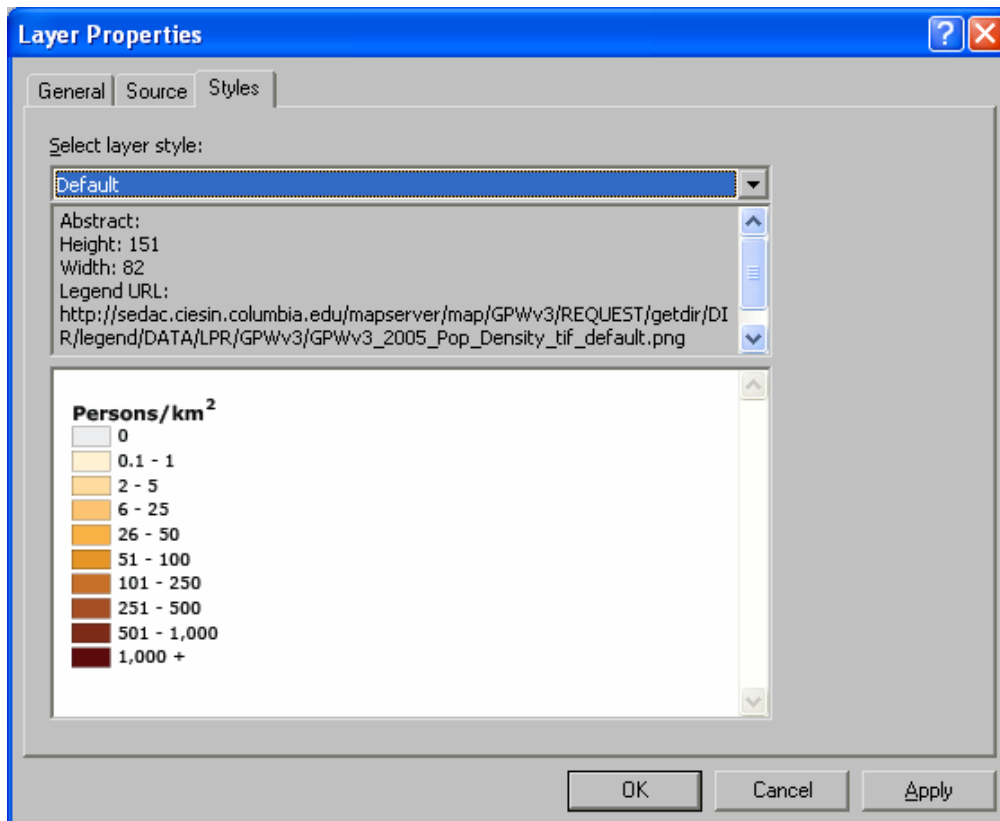 Layer Properties
General Source Styles
Select layer style:
Default
Abstract:
Height: 151
Width: 82
Legend URL:
http://sedac.ciesin.columbia.edu/mapserver/map/GPWv3/REQUEST/getdir/DI
R/legend/DATA/LPR/GPWv3/GPWv3_2005_Pop_Density_tif_default.png
Persons/km²
0
0.1 - 1
2 - 5
6 - 25
26 - 50
51 - 100
101 - 250
251 - 500
501 - 1,000
1,000 +
OK Cancel Apply